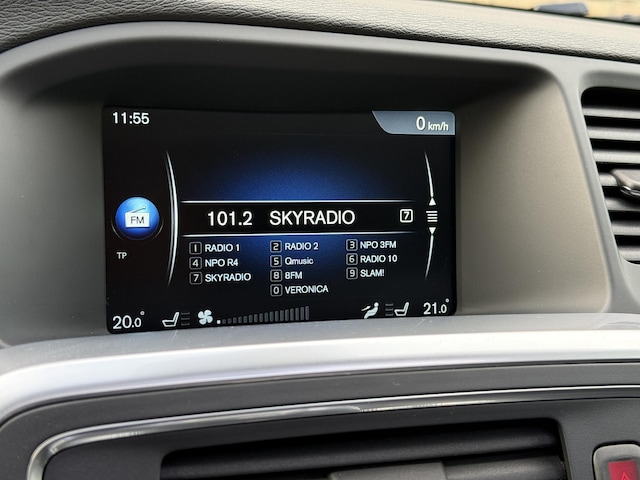 11:55 0 km/h
FM 101.2 SKYRADIO 7
TP
1 RADIO 1 2 RADIO 2 3 NPO 3FM
4 NPO R4 5 Qmusic 6 RADIO 10
7 SKYRADIO 8 8FM 9 SLAM!
0 VERONICA
20.0° 21.0°